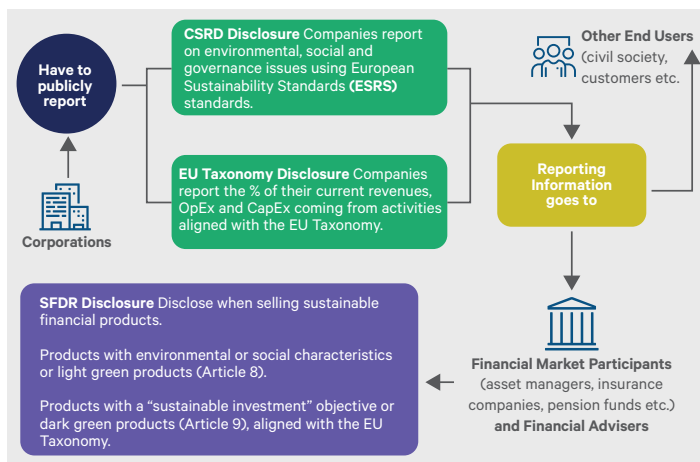 Have to
publicly
report
Corporations
CSRD Disclosure Companies report
on environmental, social and
governance issues using European
Sustainability Standards (ESRS)
standards.
EU Taxonomy Disclosure Companies
report the % of their current revenues,
OpEx and CapEx coming from activities
aligned with the EU Taxonomy.
Other End Users
(civil society,
customers etc.
Reporting
Information
goes to
Financial Market Participants
(asset managers, insurance
companies, pension funds etc.)
and Financial Advisers
SFDR Disclosure Disclose when selling sustainable
financial products.
Products with environmental or social characteristics
or light green products (Article 8).
Products with a “sustainable investment” objective or
dark green products (Article 9), aligned with the EU
Taxonomy.